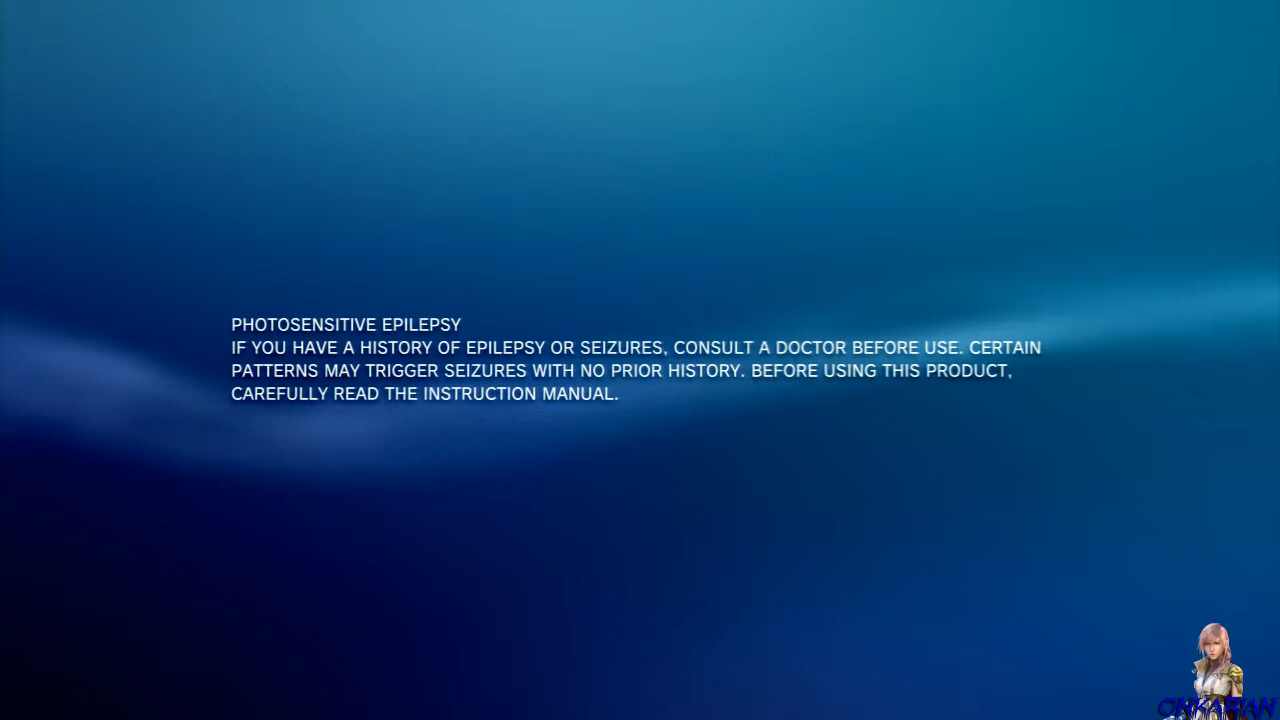 PHOTOSENSITIVE EPILEPSY
IF YOU HAVE A HISTORY OF EPILEPSY OR SEIZURES, CONSULT A DOCTOR BEFORE USE. CERTAIN
PATTERNS MAY TRIGGER SEIZURES WITH NO PRIOR HISTORY. BEFORE USING THIS PRODUCT,
CAREFULLY READ THE INSTRUCTION MANUAL.
ONKARIAN